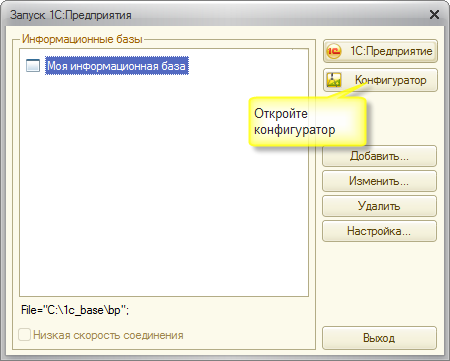 Запуск 1С:Предприятия
Информационные базы
Моя информационная база
1С:Предприятие
Конфигуратор
Откройте
конфигуратор
Добавить...
Изменить...
Удалить
Настройка...
File="C:\1c_base\bp";
Низкая скорость соединения
Выход